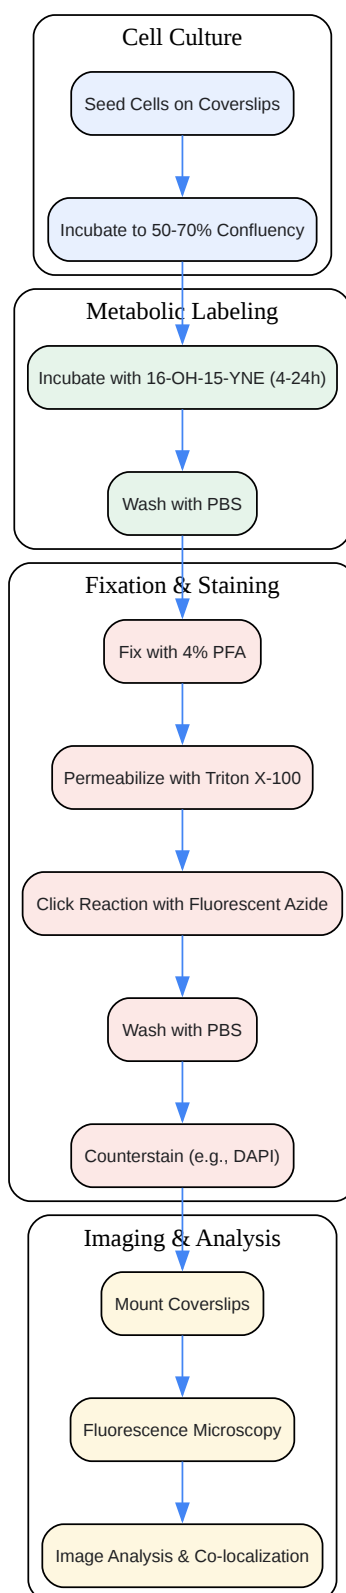 Cell Culture
Seed Cells on Coverslips
Incubate to 50-70% Confluency
Metabolic Labeling
Incubate with 16-OH-15-YNE (4-24h)
Wash with PBS
Fixation & Staining
Fix with 4% PFA
Permeabilize with Triton X-100
Click Reaction with Fluorescent Azide
Wash with PBS
Counterstain (e.g., DAPI)
Imaging & Analysis
Mount Coverslips
Fluorescence Microscopy
Image Analysis & Co-localization